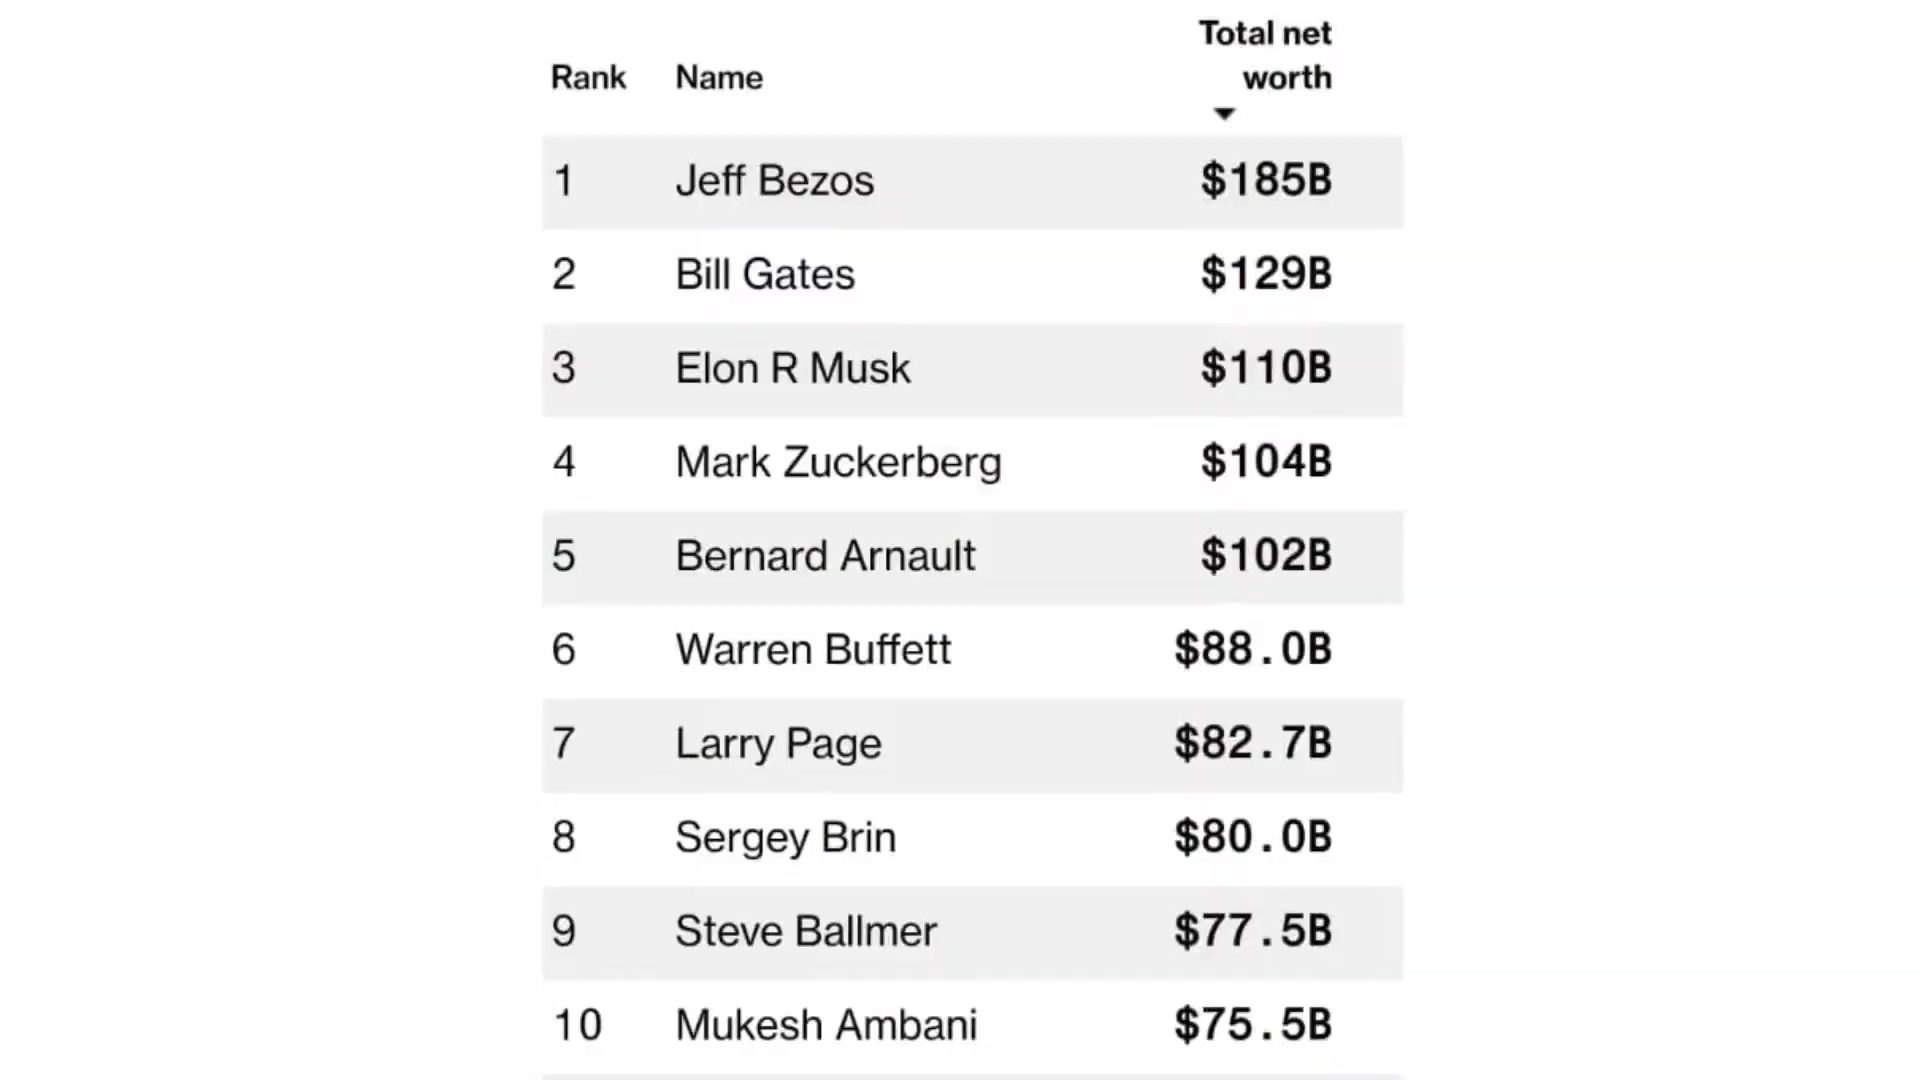 Rank Name Total net worth
1 Jeff Bezos $185B
2 Bill Gates $129B
3 Elon R Musk $110B
4 Mark Zuckerberg $104B
5 Bernard Arnault $102B
6 Warren Buffett $88.0B
7 Larry Page $82.7B
8 Sergey Brin $80.0B
9 Steve Ballmer $77.5B
10 Mukesh Ambani $75.5B